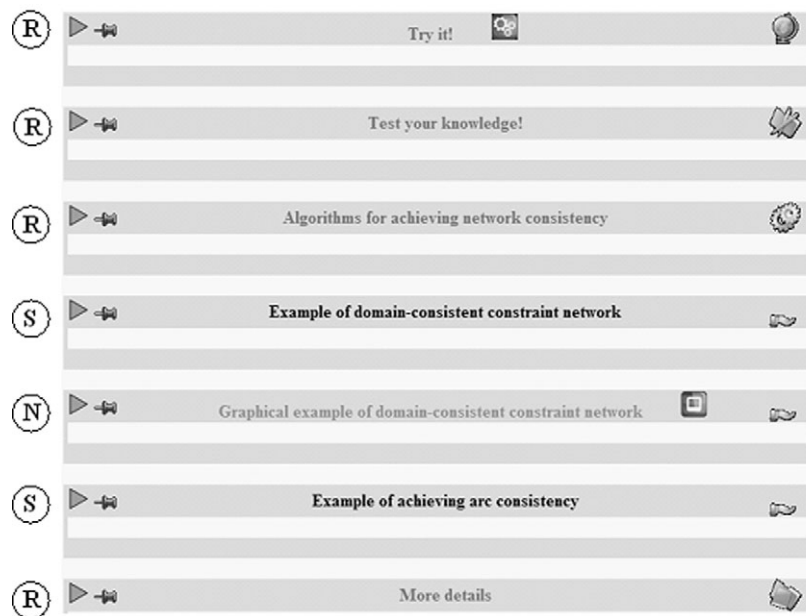 R Try it!
R Test your knowledge!
R Algorithms for achieving network consistency
S Example of domain-consistent constraint network
N Graphical example of domain-consistent constraint network
S Example of achieving arc consistency
R More details